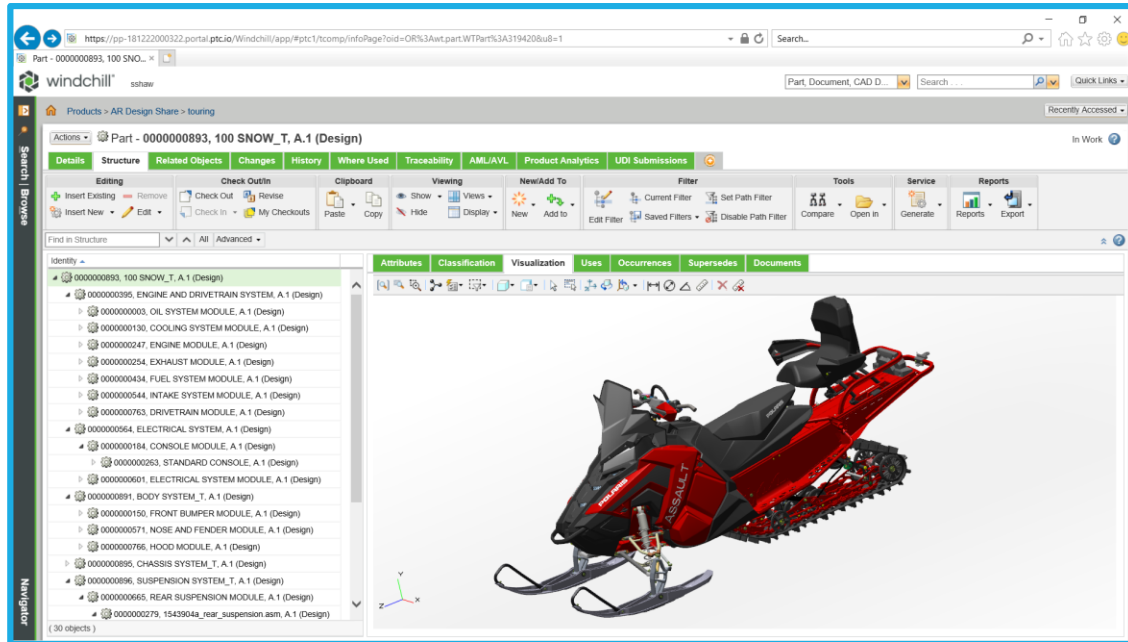 https://pp-181222000322.portal.ptc.io/Windchill/app/#ptc1/tcomp/infoPage?oid=OR%3Awt.part.WTPart%3A319420&u8=1
Search...
Part - 0000000893, 100 SNO... ×
windchill sshaw
Part, Document, CAD D... Search . . . Quick Links
Products > AR Design Share > touring
Recently Accessed
Actions Part - 0000000893, 100 SNOW_T, A.1 (Design)
In Work
Details Structure Related Objects Changes History Where Used Traceability AML/AVL Product Analytics UDI Submissions
Editing Check Out/In Clipboard Viewing New/Add To Filter Tools Service Reports
Insert Existing Remove Check Out Revise Show Views Current Filter Set Path Filter
Insert New Edit Check In My Checkouts Paste Copy Hide Display New Add to Edit Filter Saved Filters Disable Path Filter Compare Open in Generate Reports Export
Find in Structure All Advanced
Search | Browse
Navigator
Identity
0000000893, 100 SNOW_T, A.1 (Design)
0000000395, ENGINE AND DRIVETRAIN SYSTEM, A.1 (Design)
0000000003, OIL SYSTEM MODULE, A.1 (Design)
0000000130, COOLING SYSTEM MODULE, A.1 (Design)
0000000247, ENGINE MODULE, A.1 (Design)
0000000254, EXHAUST MODULE, A.1 (Design)
0000000434, FUEL SYSTEM MODULE, A.1 (Design)
0000000544, INTAKE SYSTEM MODULE, A.1 (Design)
0000000763, DRIVETRAIN MODULE, A.1 (Design)
0000000564, ELECTRICAL SYSTEM, A.1 (Design)
0000000184, CONSOLE MODULE, A.1 (Design)
0000000263, STANDARD CONSOLE, A.1 (Design)
0000000601, ELECTRICAL SYSTEM MODULE, A.1 (Design)
0000000891, BODY SYSTEM_T, A.1 (Design)
0000000150, FRONT BUMPER MODULE, A.1 (Design)
0000000571, NOSE AND FENDER MODULE, A.1 (Design)
0000000766, HOOD MODULE, A.1 (Design)
0000000895, CHASSIS SYSTEM_T, A.1 (Design)
0000000896, SUSPENSION SYSTEM_T, A.1 (Design)
0000000665, REAR SUSPENSION MODULE, A.1 (Design)
0000000279, 1543904a_rear_suspension.asm, A.1 (Design)
( 30 objects )
Attributes Classification Visualization Uses Occurrences Supersedes Documents
POLARIS
POLARIS
ASSAULT
Y
Z
X